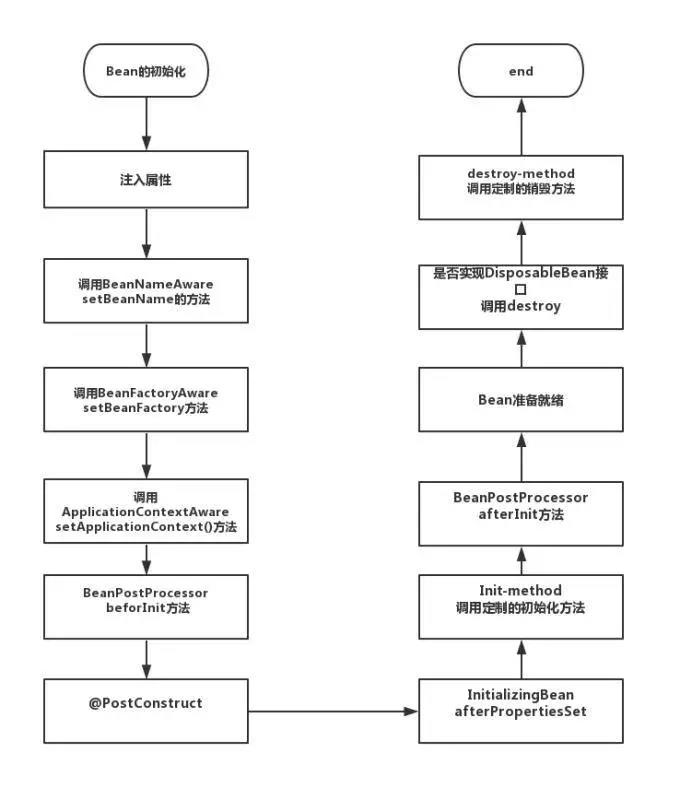 Bean的初始化
注入属性
调用BeanNameAware
setBeanName的方法
调用BeanFactoryAware
setBeanFactory方法
调用
ApplicationContextAware
setApplicationContext()方法
BeanPostProcessor
beforInit方法
@PostConstruct
InitializingBean
afterPropertiesSet
Init-method
调用定制的初始化方法
BeanPostProcessor
afterInit方法
Bean准备就绪
是否实现DisposableBean接
口
调用destroy
destroy-method
调用定制的销毁方法
end